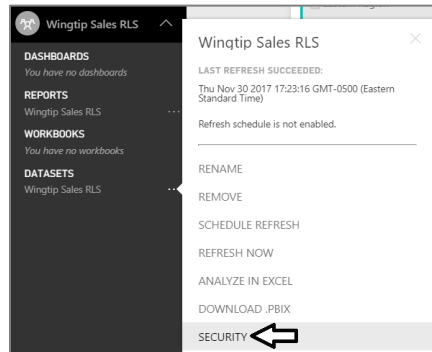 Wingtip Sales RLS
DASHBOARDS
You have no dashboards
REPORTS
Wingtip Sales RLS
WORKBOOKS
You have no workbooks
DATASETS
Wingtip Sales RLS
Wingtip Sales RLS
LAST REFRESH SUCCEEDED:
Thu Nov 30 2017 17:23:16 GMT-0500 (Eastern
Standard Time)
Refresh schedule is not enabled.
RENAME
REMOVE
SCHEDULE REFRESH
REFRESH NOW
ANALYZE IN EXCEL
DOWNLOAD .PBIX
SECURITY